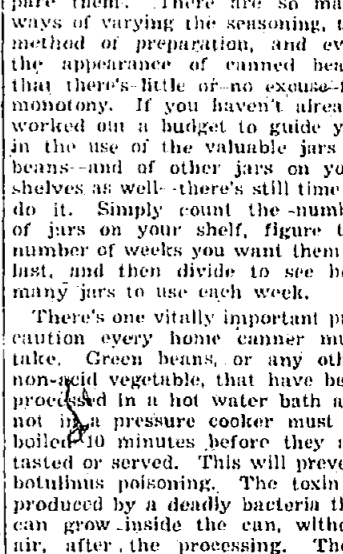 pare them. There are so ma
ways of varying the seasoning, t
method of preparation, and ev
the appearance of canned bea
that there's little or no excuse f
monotony. If you haven't alrea
worked out a budget to guide y
in the use of the valuable jars
beans--and of other jars on yo
shelves as well--there's still time
do it. Simply count the numb
of jars on your shelf, figure t
number of weeks you want them
last, and then divide to see ho
many jars to use each week.
There's one vitally important pr
caution every home canner mu
take. Green beans, or any oth
non-acid vegetable, that have be
processed in a hot water bath a
not in a pressure cooker must
boiled 10 minutes before they a
tasted or served. This will preve
botulinus poisoning. The toxin
produced by a deadly bacteria th
can grow inside the can, witho
air, after the processing. The